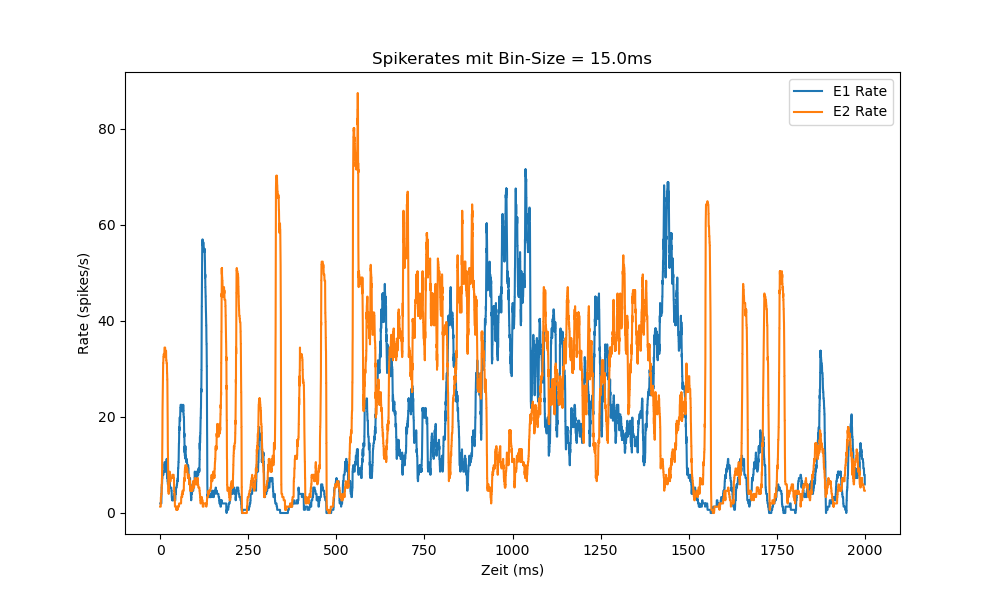 Spikerates mit Bin-Size = 15.0ms
E1 Rate
E2 Rate
80
60
40
20
0
Rate (spikes/s)
0 250 500 750 1000 1250 1500 1750 2000
Zeit (ms)